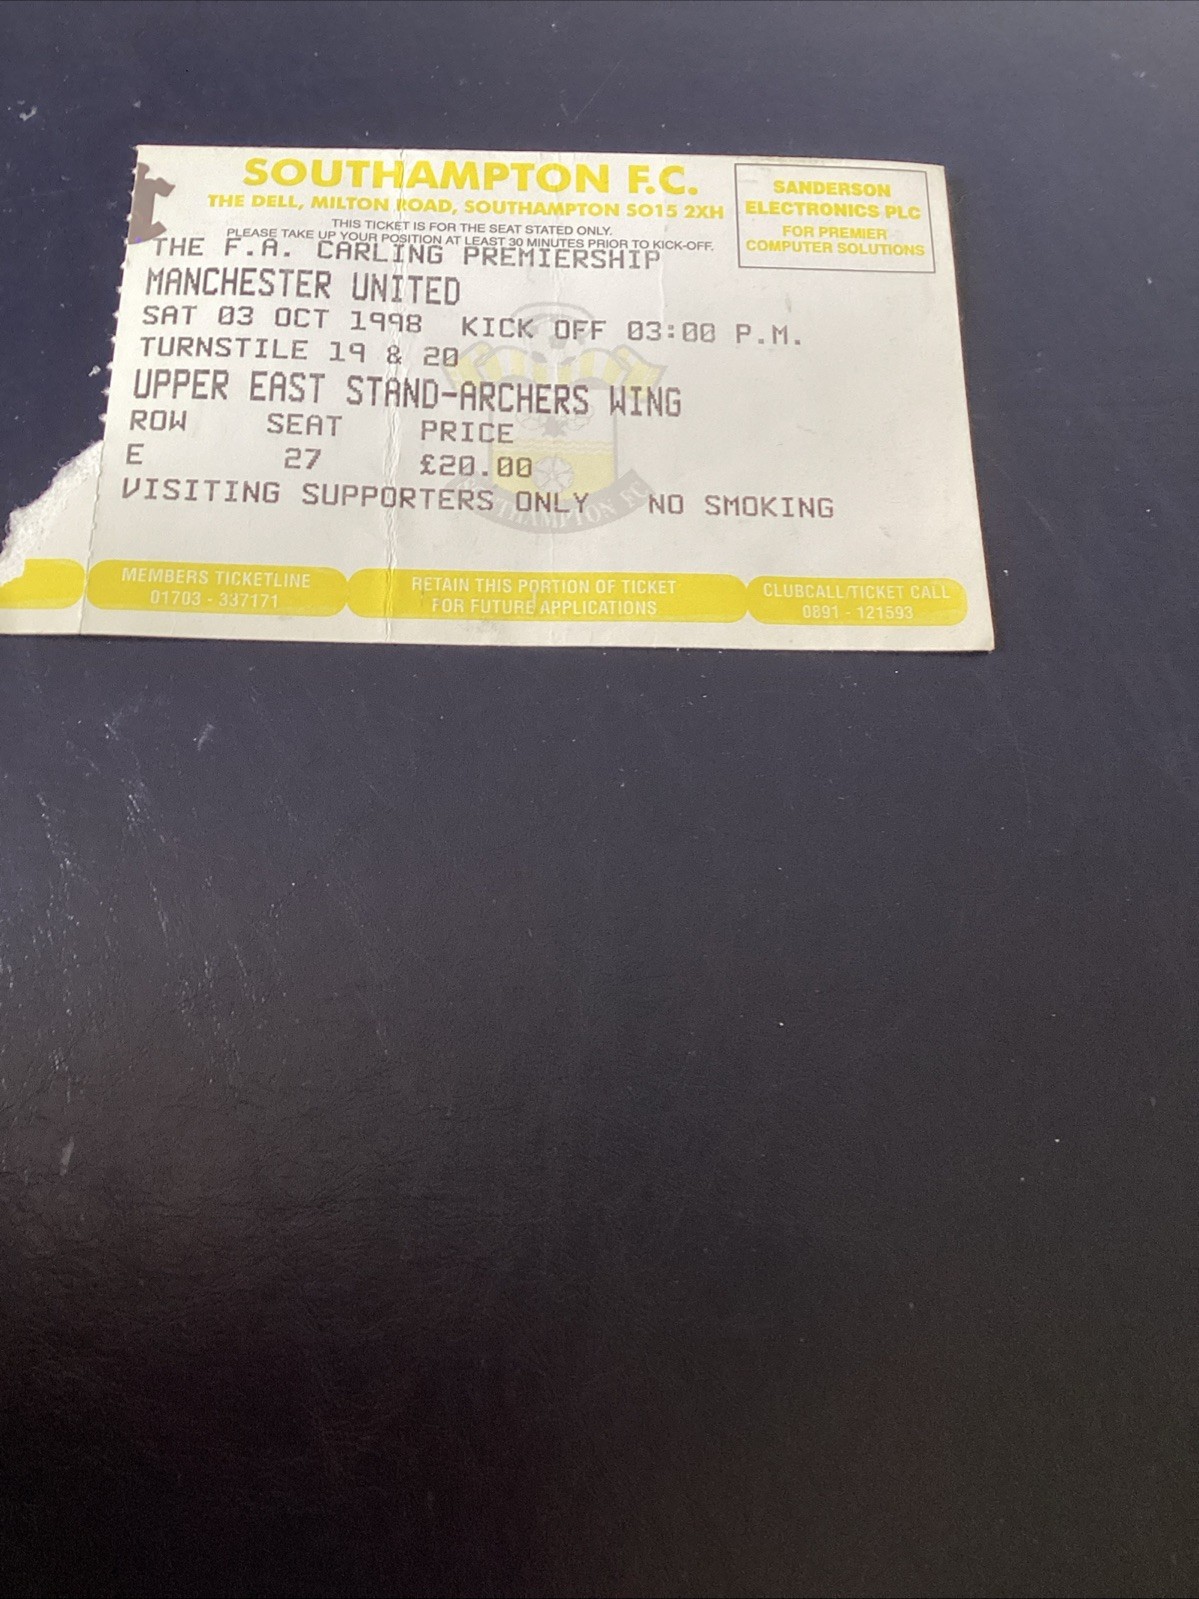 SOUTHAMPTON F.C.
THE DELL, MILTON ROAD, SOUTHAMPTON SO15 2XH
THIS TICKET IS FOR THE SEAT STATED ONLY.
PLEASE TAKE UP YOUR POSITION AT LEAST 30 MINUTES PRIOR TO KICK-OFF.
SANDERSON
ELECTRONICS PLC
FOR PREMIER
COMPUTER SOLUTIONS
THE F.A. CARLING PREMIERSHIP
MANCHESTER UNITED
SAT 03 OCT 1998 KICK OFF 03:00 P.M.
TURNSTILE 19 & 20
UPPER EAST STAND-ARCHERS WING
ROW SEAT PRICE
E 27 £20.00
VISITING SUPPORTERS ONLY NO SMOKING
SOUTHAMPTON FC
MEMBERS TICKETLINE
01703 - 337171
RETAIN THIS PORTION OF TICKET
FOR FUTURE APPLICATIONS
CLUBCALL/TICKET CALL
0891 - 121593